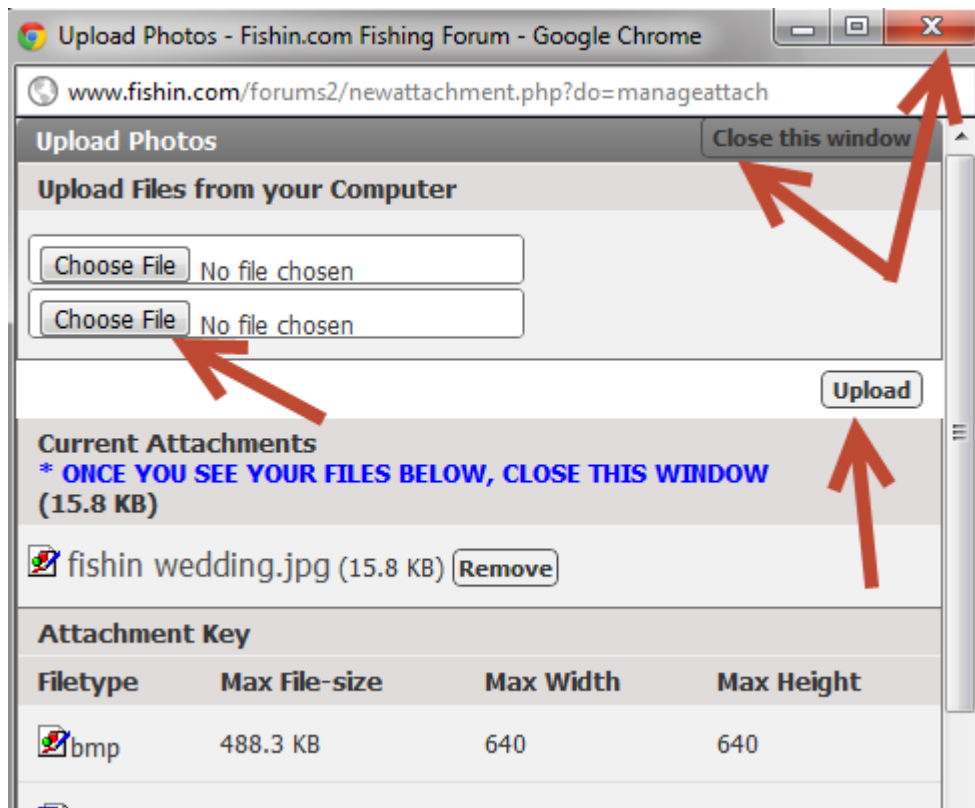 Upload Photos - Fishin.com Fishing Forum - Google Chrome
www.fishin.com/forums2/newattachment.php?do=manageattach
Upload Photos Close this window
Upload Files from your Computer
Choose File No file chosen
Choose File No file chosen
Upload
Current Attachments
* ONCE YOU SEE YOUR FILES BELOW, CLOSE THIS WINDOW
(15.8 KB)
fishin wedding.jpg (15.8 KB) Remove
Attachment Key
Filetype Max File-size Max Width Max Height
bmp 488.3 KB 640 640